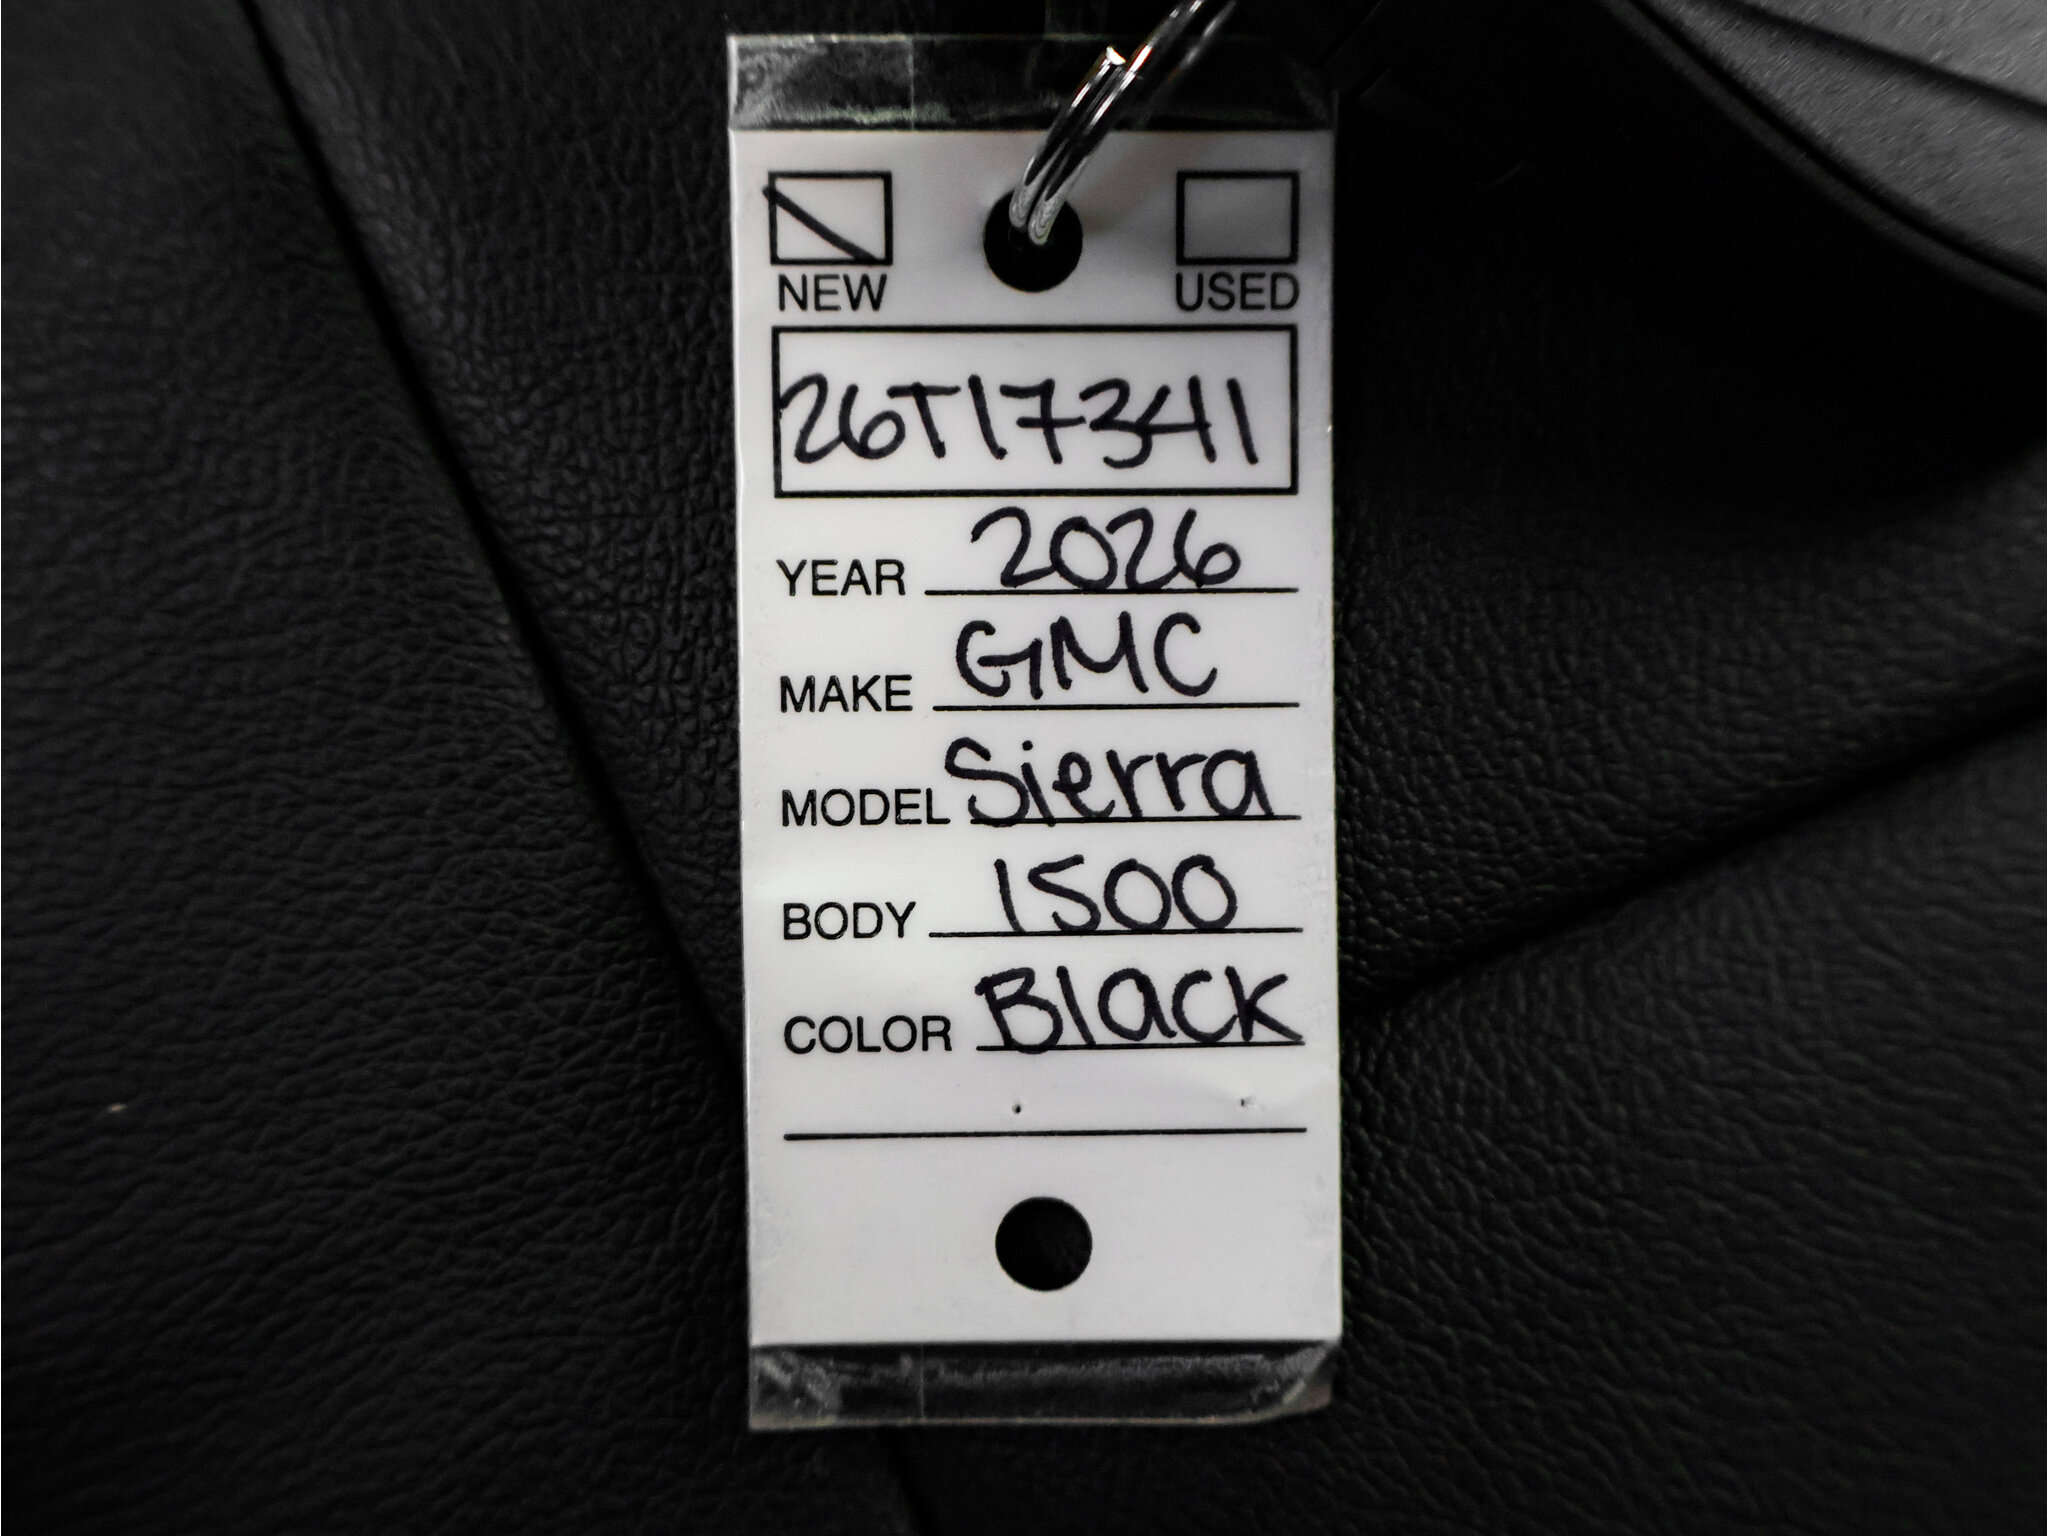 NEW USED
26T17341
YEAR 2026
MAKE GMC
MODEL Sierra
BODY 1500
COLOR Black